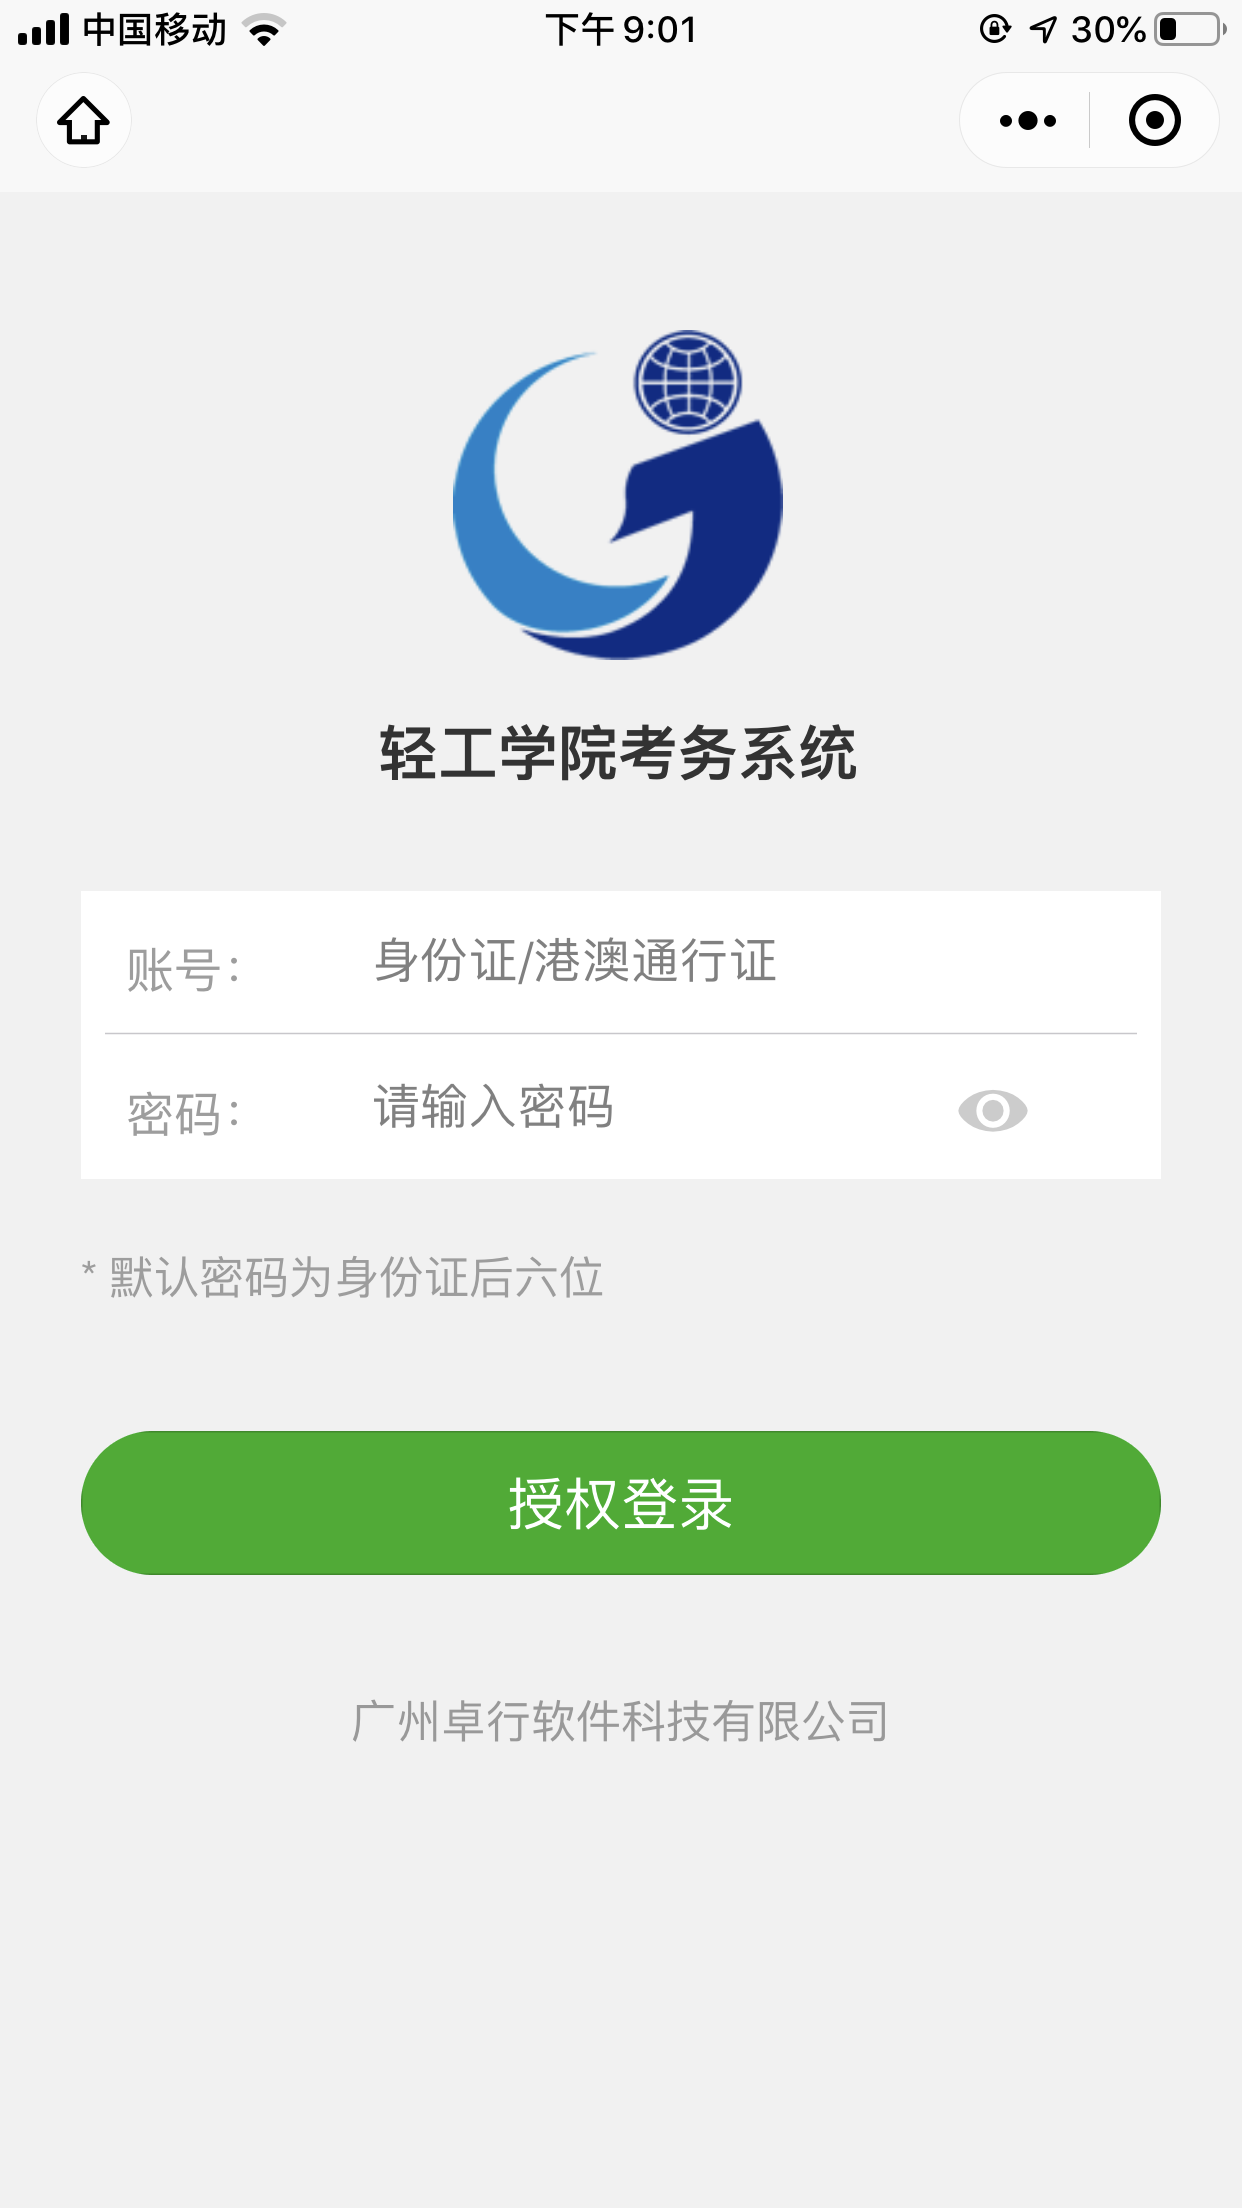 中国移动
下午 9:01
30%
轻工学院考务系统
账号：
身份证/港澳通行证
密码：
请输入密码
* 默认密码为身份证后六位
授权登录
广州卓行软件科技有限公司